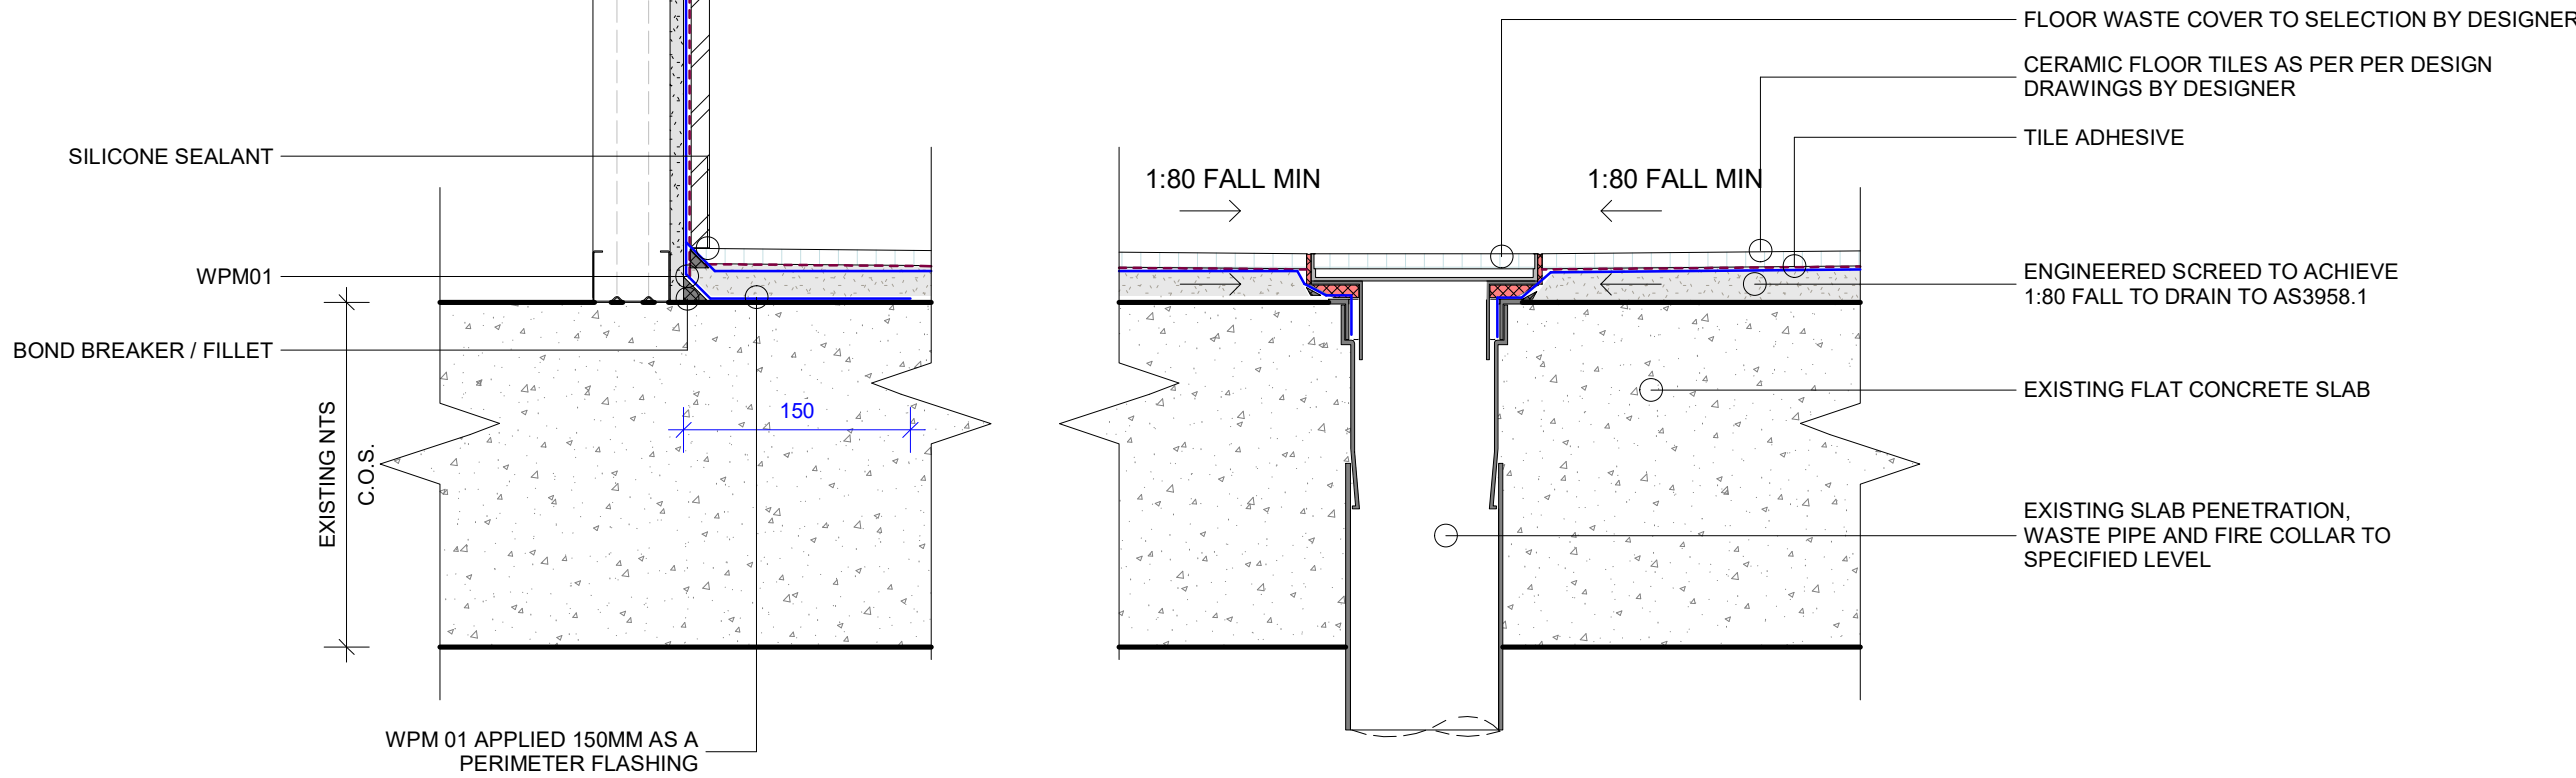 FLOOR WASTE COVER TO SELECTION BY DESIGNER
CERAMIC FLOOR TILES AS PER PER DESIGN
DRAWINGS BY DESIGNER
TILE ADHESIVE
SILICONE SEALANT
1:80 FALL MIN
1:80 FALL MIN
WPM01
ENGINEERED SCREED TO ACHIEVE
1:80 FALL TO DRAIN TO AS3958.1
BOND BREAKER / FILLET
EXISTING FLAT CONCRETE SLAB
150
EXISTING NTS
C.O.S.
EXISTING SLAB PENETRATION,
WASTE PIPE AND FIRE COLLAR TO
SPECIFIED LEVEL
WPM 01 APPLIED 150MM AS A
PERIMETER FLASHING